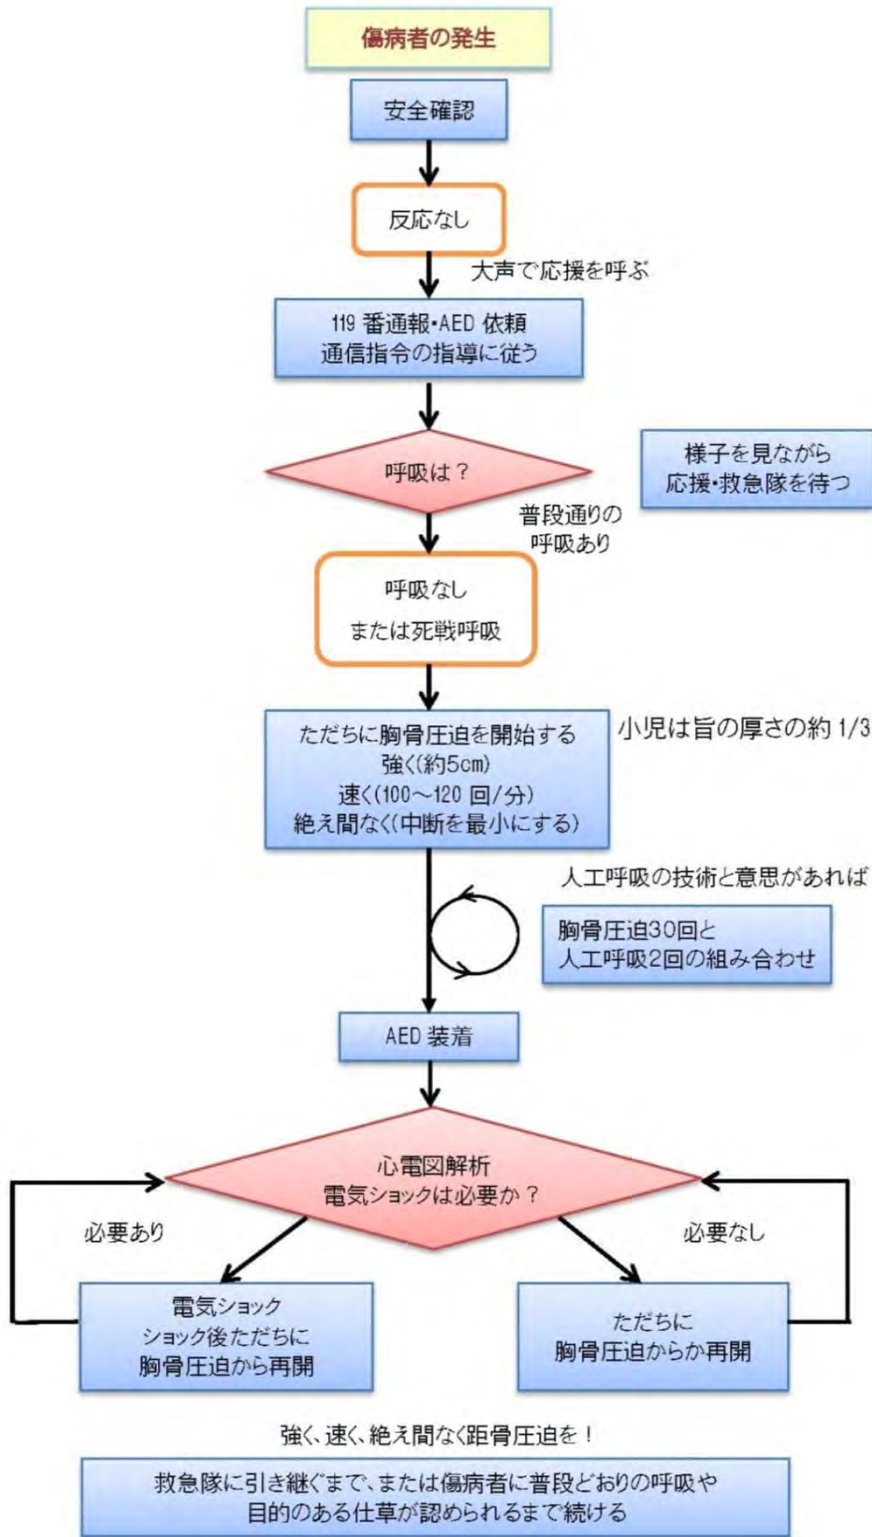 傷病者の発生
安全確認
反応なし
大声で応援を呼ぶ
119 番通報・AED 依頼
通信指令の指導に従う
呼吸は？
様子を見ながら
応援・救急隊を待つ
普段通りの
呼吸あり
呼吸なし
または死戦呼吸
ただちに胸骨圧迫を開始する
強く(約5cm)
速く(100～120 回/分)
絶え間なく(中断を最小にする)
小児は旨の厚さの約 1/3
人工呼吸の技術と意思があれば
胸骨圧迫30回と
人工呼吸2回の組み合わせ
AED 装着
心電図解析
電気ショックは必要か？
必要あり
必要なし
電気ショック
ショック後ただちに
胸骨圧迫から再開
ただちに
胸骨圧迫からか再開
強く、速く、絶え間なく距骨圧迫を！
救急隊に引き継ぐまで、または傷病者に普段どおりの呼吸や
目的のある仕草が認められるまで続ける